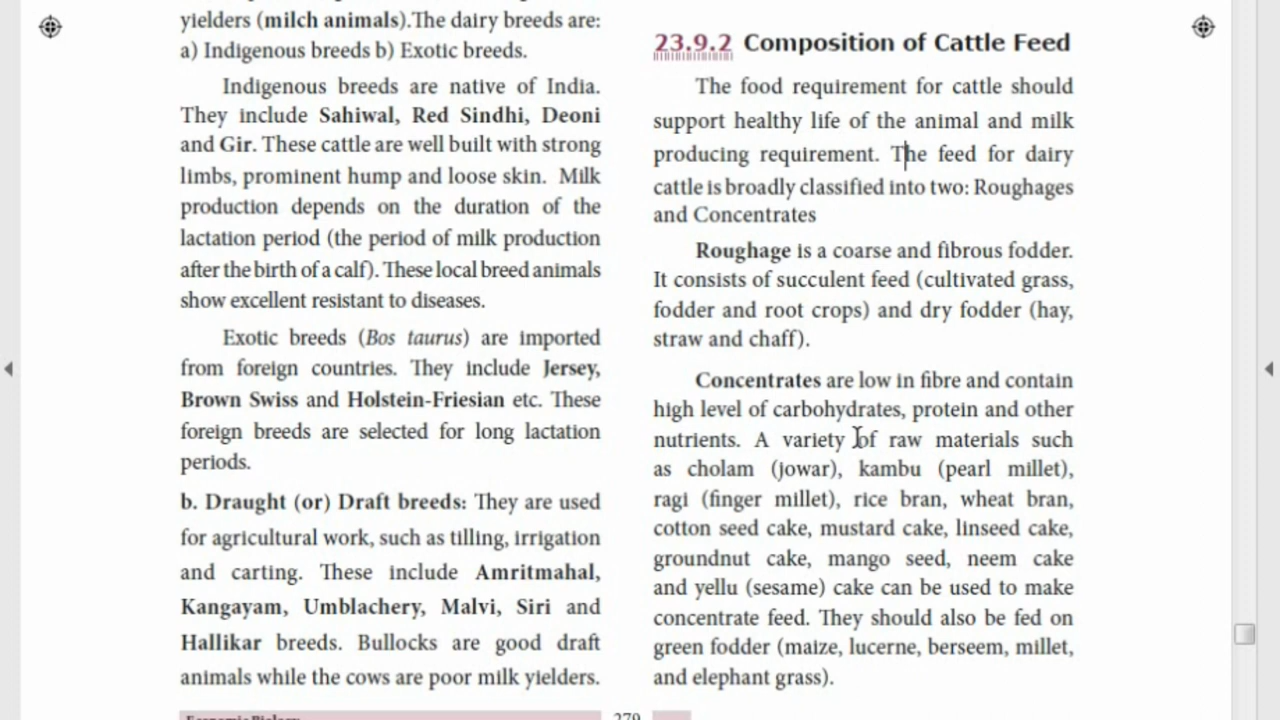 yielders (milch animals).The dairy breeds are:
a) Indigenous breeds b) Exotic breeds.
Indigenous breeds are native of India.
They include Sahiwal, Red Sindhi, Deoni
and Gir. These cattle are well built with strong
limbs, prominent hump and loose skin. Milk
production depends on the duration of the
lactation period (the period of milk production
after the birth of a calf). These local breed animals
show excellent resistant to diseases.
Exotic breeds (Bos taurus) are imported
from foreign countries. They include Jersey,
Brown Swiss and Holstein-Friesian etc. These
foreign breeds are selected for long lactation
periods.
b. Draught (or) Draft breeds: They are used
for agricultural work, such as tilling, irrigation
and carting. These include Amritmahal,
Kangayam, Umblachery, Malvi, Siri and
Hallikar breeds. Bullocks are good draft
animals while the cows are poor milk yielders.
23.9.2 Composition of Cattle Feed
The food requirement for cattle should
support healthy life of the animal and milk
producing requirement. The feed for dairy
cattle is broadly classified into two: Roughages
and Concentrates
Roughage is a coarse and fibrous fodder.
It consists of succulent feed (cultivated grass,
fodder and root crops) and dry fodder (hay,
straw and chaff).
Concentrates are low in fibre and contain
high level of carbohydrates, protein and other
nutrients. A variety of raw materials such
as cholam (jowar), kambu (pearl millet),
ragi (finger millet), rice bran, wheat bran,
cotton seed cake, mustard cake, linseed cake,
groundnut cake, mango seed, neem cake
and yellu (sesame) cake can be used to make
concentrate feed. They should also be fed on
green fodder (maize, lucerne, berseem, millet,
and elephant grass).
Economic Biology
279